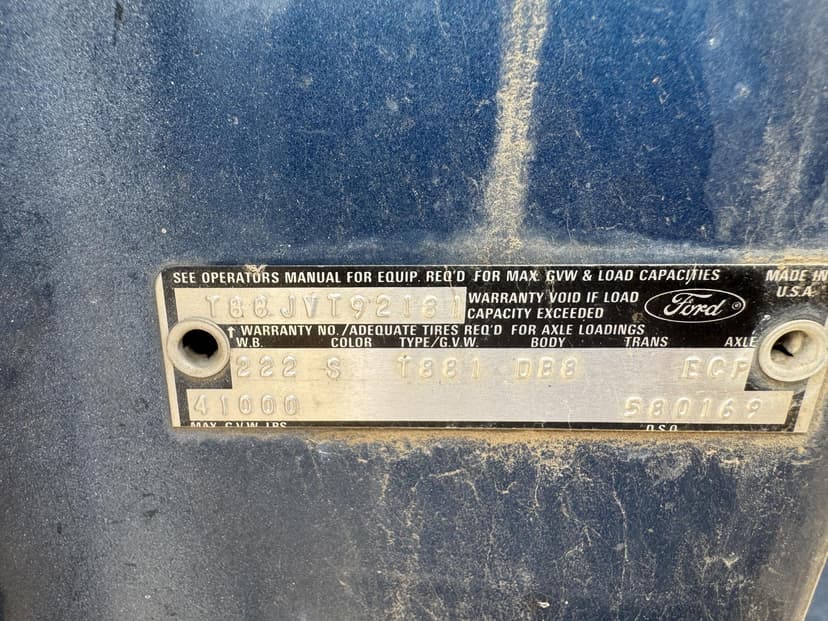 SEE OPERATORS MANUAL FOR EQUIP. REQ'D FOR MAX. GVW & LOAD CAPACITIES
MADE IN U.S.A
T88JVT92181
WARRANTY VOID IF LOAD CAPACITY EXCEEDED
Ford
↑ WARRANTY NO./ADEQUATE TIRES REQ'D FOR AXLE LOADINGS
W.B. COLOR TYPE/G.V.W. BODY TRANS AXLE
222 S T881 DB8
41000 580169
MAX. G.V.W. LBS. D.S.O.